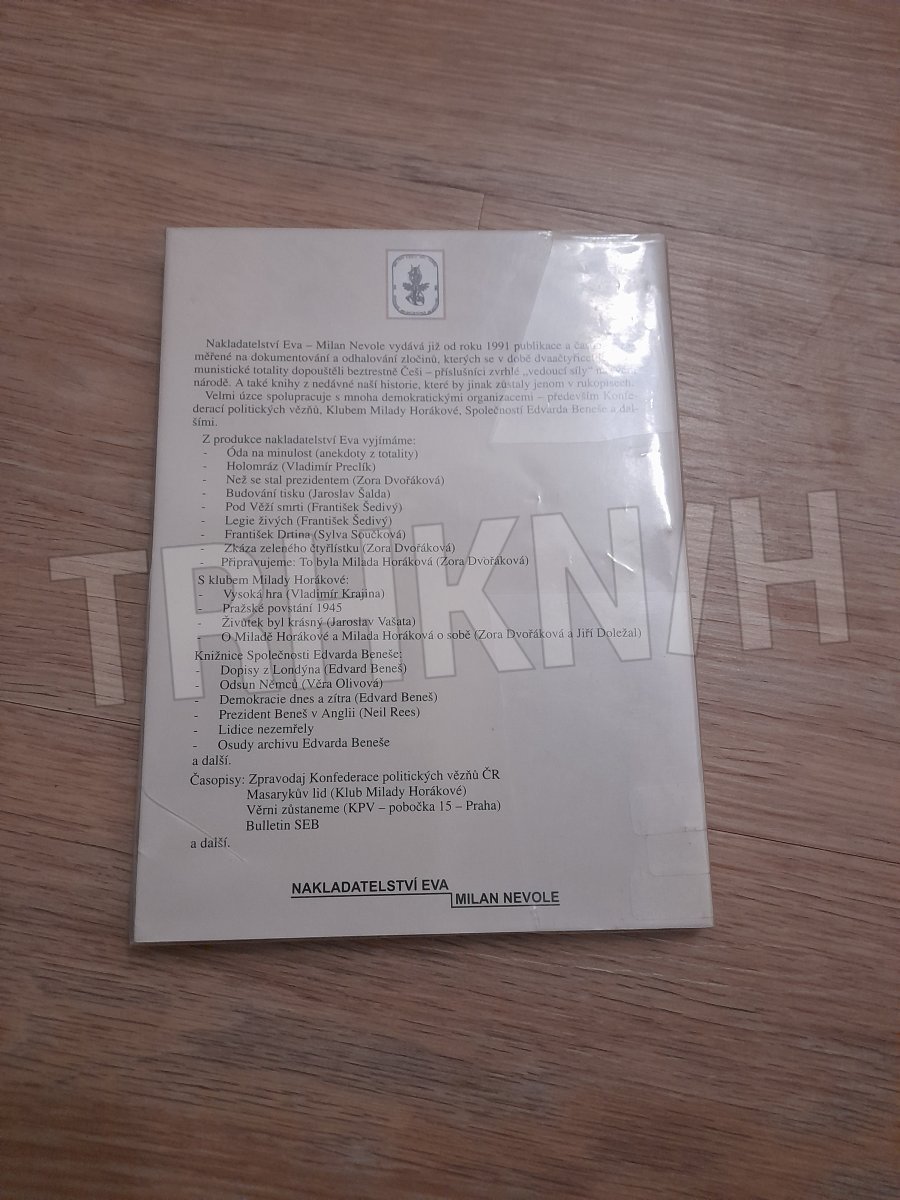 Nakladatelství Eva – Milan Nevole vydává již od roku 1991 publikace a
měřené na dokumentování a odhalování zločinů, kterých se v době
munistické totality dopouštěli beztrestně Češi – příslušníci zvrhlé „vedoucí síly“
národě. A také knihy z nedávné naší historie, které by jinak zůstaly jenom v rukopisech.
Velmi úzce spolupracuje s mnoha demokratickými organizacemi – především Konfe-
derací politických vězňů, Klubem Milady Horákové, Společností Edvarda Beneše a dal-
šími.
Z produkce nakladatelství Eva vyjímáme:
- Óda na minulost (anekdoty z totality)
- Holomráz (Vladimír Preclík)
- Než se stal prezidentem (Zora Dvořáková)
- Budování tisku (Jaroslav Šalda)
- Pod Věží smrti (František Šedivý)
- Legie živých (František Šedivý)
- František Drtina (Sylva Součková)
- Zkáza zeleného čtyřlístku (Zora Dvořáková)
- Připravujeme: To byla Milada Horáková (Zora Dvořáková)
S klubem Milady Horákové:
- Vysoká hra (Vladimír Krajina)
- Pražské povstání 1945
- Živůtek byl krásný (Jaroslav Vašata)
- O Miladě Horákové a Milada Horáková o sobě (Zora Dvořáková a Jiří Doležal)
Knižnice Společnosti Edvarda Beneše:
- Dopisy z Londýna (Edvard Beneš)
- Odsun Němců (Věra Olivová)
- Demokracie dnes a zítra (Edvard Beneš)
- Prezident Beneš v Anglii (Neil Rees)
- Lidice nezemřely
- Osudy archivu Edvarda Beneše
a další.
Časopisy: Zpravodaj Konfederace politických vězňů ČR
Masarykův lid (Klub Milady Horákové)
Věrni zůstaneme (KPV – pobočka 15 – Praha)
Bulletin SEB
a další.
NAKLADATELSTVÍ EVA
MILAN NEVOLE